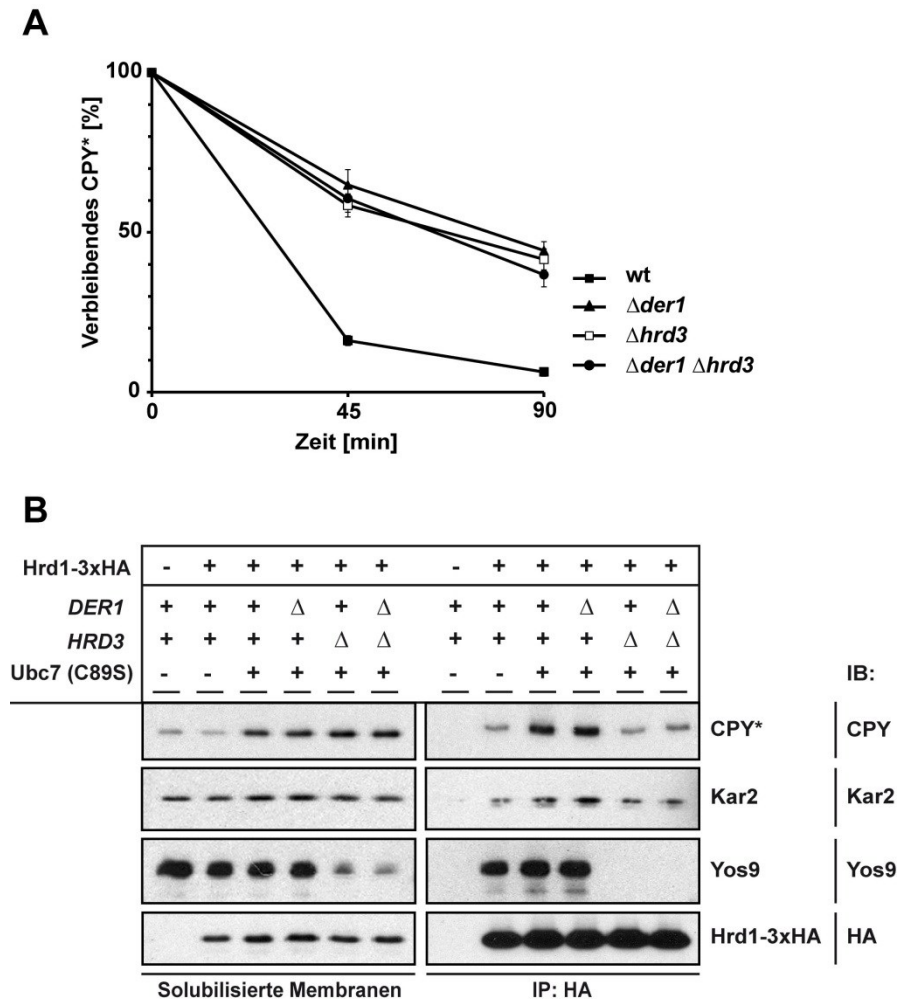 A
Verbleibendes CPY* [%]
100
50
0
0 45 90
Zeit [min]
wt
Δder1
Δhrd3
Δder1 Δhrd3
B
Hrd1-3xHA - + + + + + - + + + + +
DER1 + + + Δ + Δ + + + Δ + Δ
HRD3 + + + + Δ Δ + + + + Δ Δ
Ubc7 (C89S) - - + + + + - - + + + + IB:
CPY* CPY
Kar2 Kar2
Yos9 Yos9
Hrd1-3xHA HA
Solubilisierte Membranen IP: HA